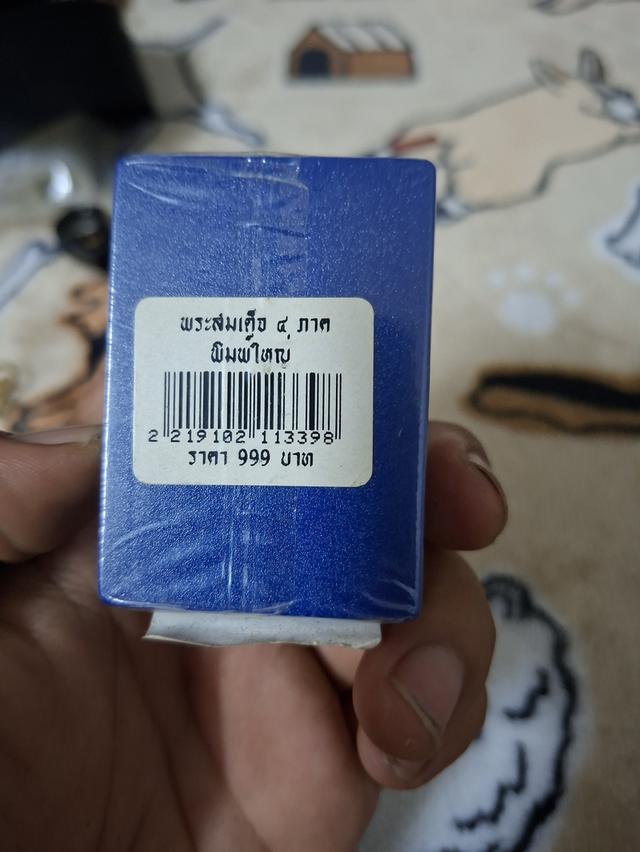 พระสมเด็จ ๔ ภาค
พิมพ์ใหญ่
2 219102 113398
ราคา 999 บาท